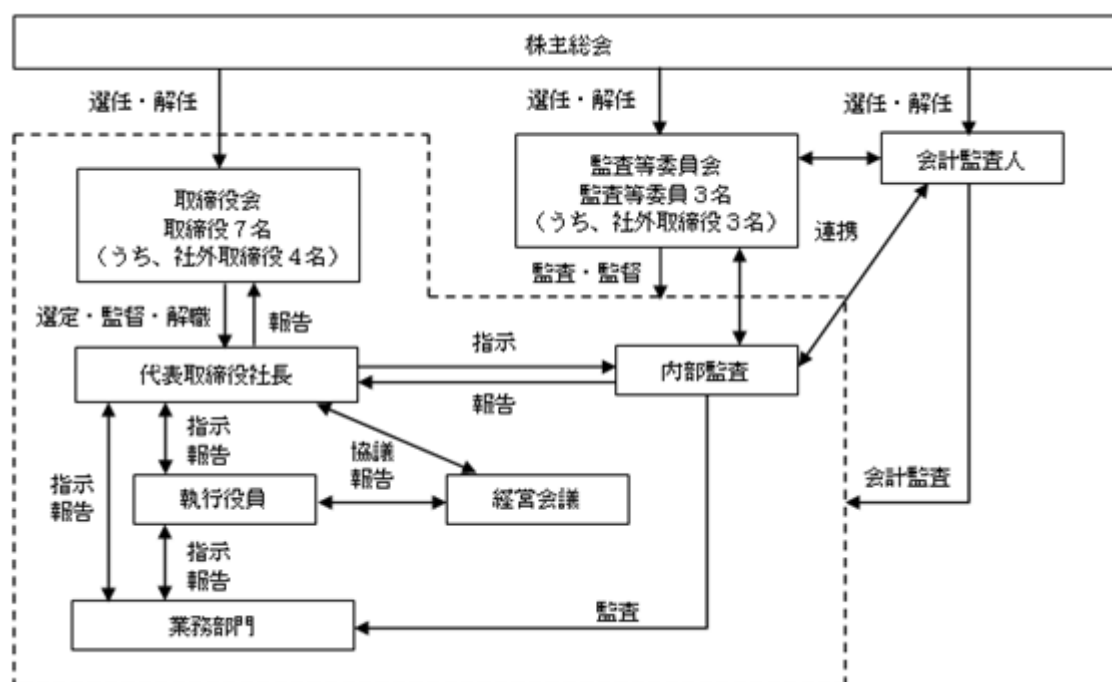 株主総会
選任・解任
選任・解任
選任・解任
取締役会
取締役７名
（うち、社外取締役４名）
監査等委員会
監査等委員３名
（うち、社外取締役３名）
会計監査人
連携
監査・監督
選定・監督・解職
報告
代表取締役社長
指示
報告
内部監査
指示
報告
協議
報告
指示
報告
執行役員
経営会議
会計監査
指示
報告
業務部門
監査